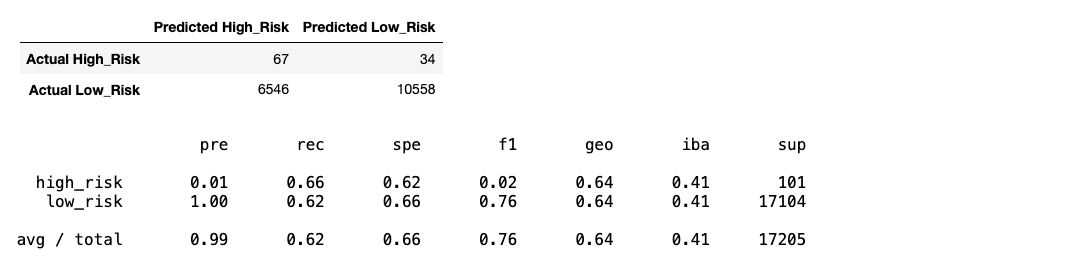 Predicted High_Risk Predicted Low_Risk
Actual High_Risk 67 34
Actual Low_Risk 6546 10558
pre rec spe f1 geo iba sup
high_risk 0.01 0.66 0.62 0.02 0.64 0.41 101
low_risk 1.00 0.62 0.66 0.76 0.64 0.41 17104
avg / total 0.99 0.62 0.66 0.76 0.64 0.41 17205